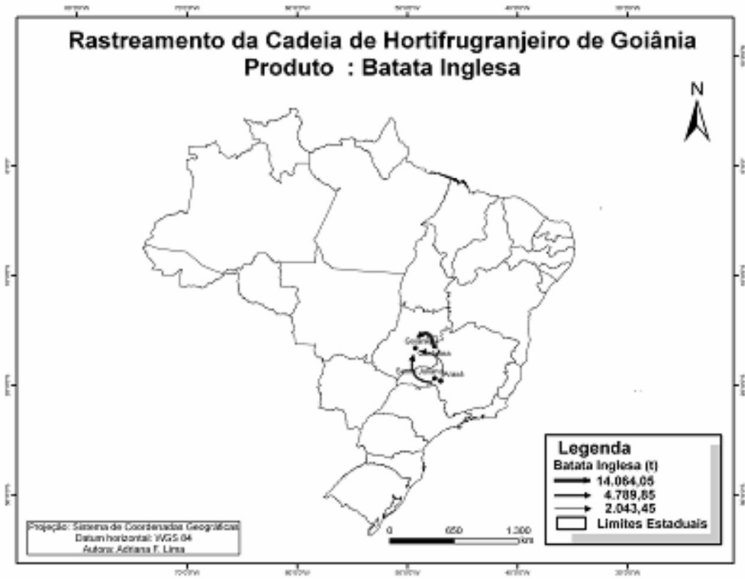 Rastreamento da Cadeia de Hortifrugranjeiro de Goiânia
Produto : Batata Inglesa
N
Goiânia
Araxá
Legenda
Batata Inglesa (t)
14.064,05
4.789,85
2.043,45
Limites Estaduais
Projeção: Sistema de Coordenadas Geográficas
Datum horizontal: WGS 84
Autora: Adriana F. Lima
0 650 1.300
km